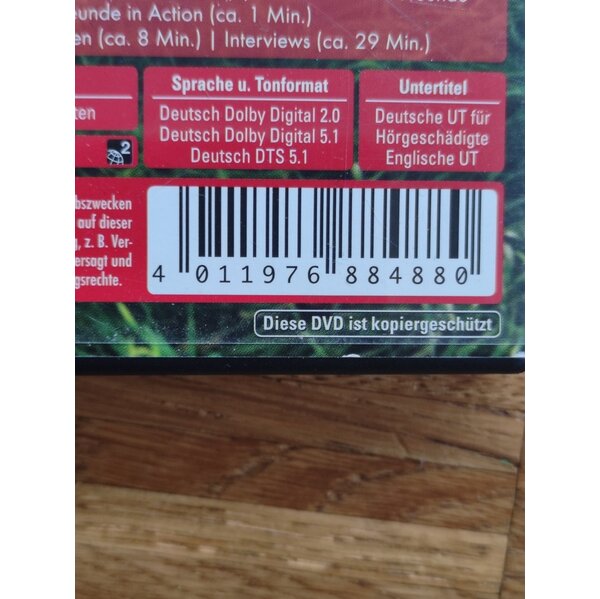 unde in Action (ca. 1 Min.)
en (ca. 8 Min.) | Interviews (ca. 29 Min.)
ten
2
Sprache u. Tonformat
Deutsch Dolby Digital 2.0
Deutsch Dolby Digital 5.1
Deutsch DTS 5.1
Untertitel
Deutsche UT für
Hörgeschädigte
Englische UT
bszwecken
auf dieser
g, z. B. Ver-
ersagt und
gsrechte.
4 011976 884880
Diese DVD ist kopiergeschützt